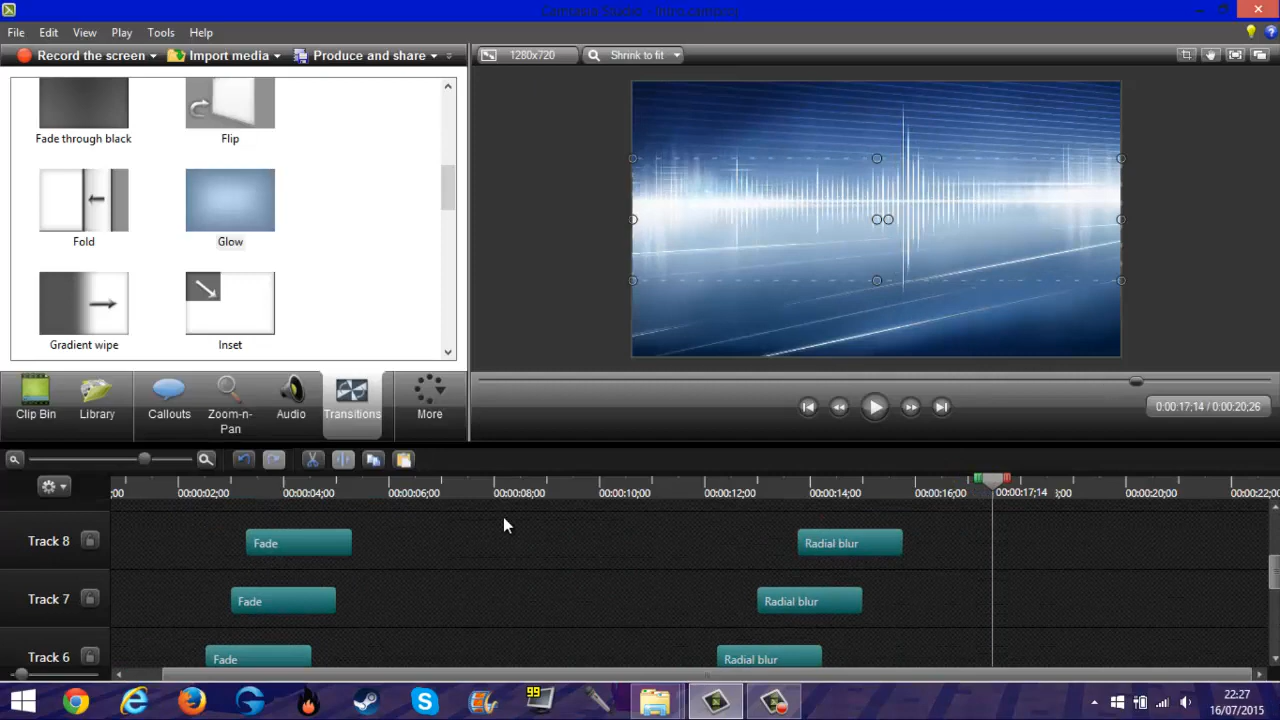 Camtasia Studio - Intro.camproj
File Edit View Play Tools Help
Record the screen Import media Produce and share
1280x720 Shrink to fit
Fade through black Flip
Fold Glow
Gradient wipe Inset
Clip Bin Library Callouts Zoom-n-Pan Audio Transitions More
0:00:17;14 / 0:00:20;26
;00 00:00:02;00 00:00:04;00 00:00:06;00 00:00:08;00 00:00:10;00 00:00:12;00 00:00:14;00 00:00:16;00 00:00:17;14 ;00 00:00:20;00 00:00:22;00
Track 8 Fade Radial blur
Track 7 Fade Radial blur
Track 6 Fade Radial blur
99
22:27
16/07/2015